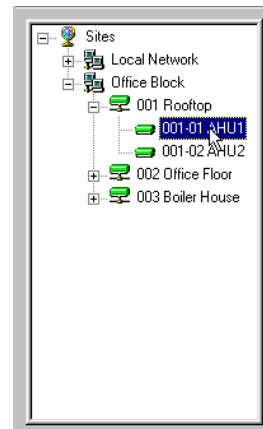 Sites
Local Network
Office Block
001 Rooftop
001-01 AHU1
001-02 AHU2
002 Office Floor
003 Boiler House